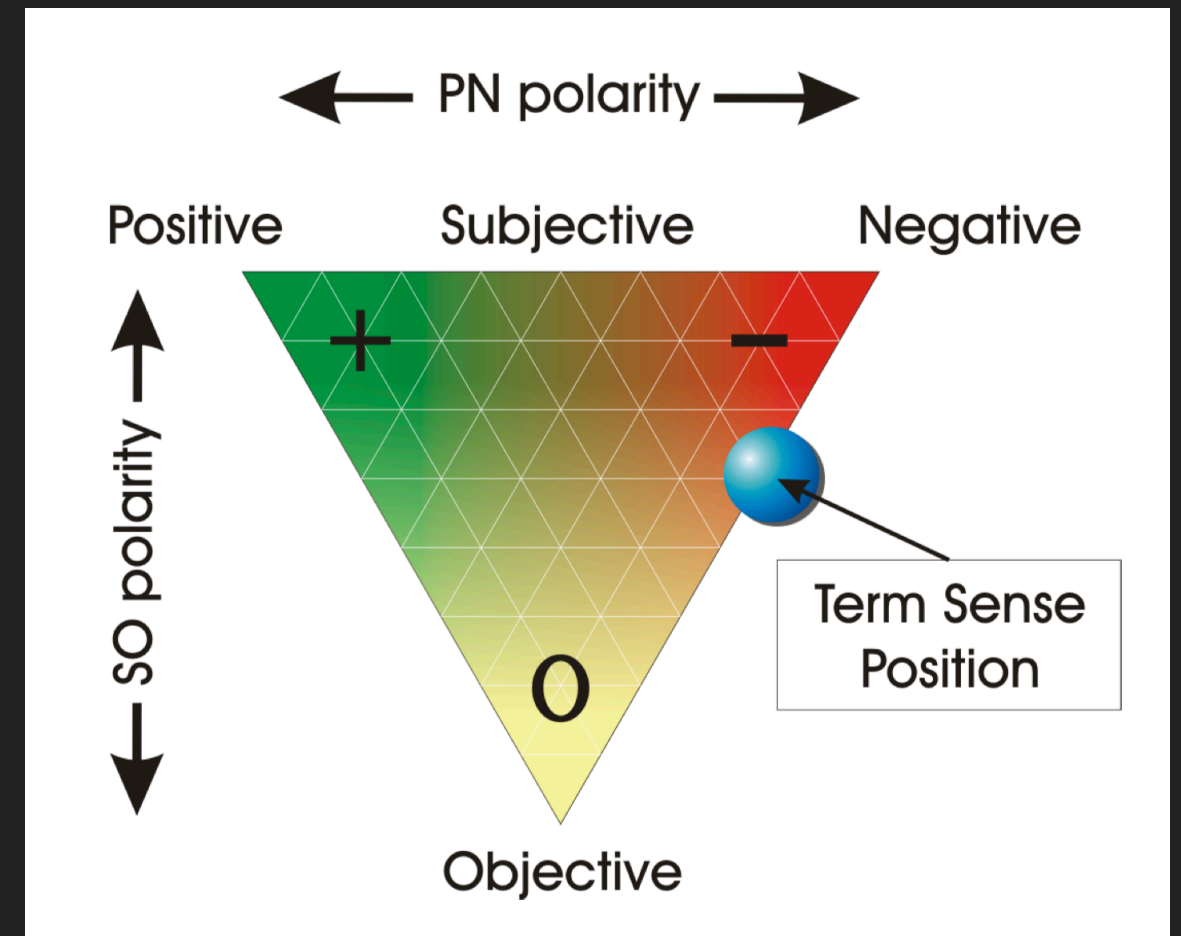 PN polarity
Positive Subjective Negative
+ −
SO polarity
Term Sense
Position
O
Objective